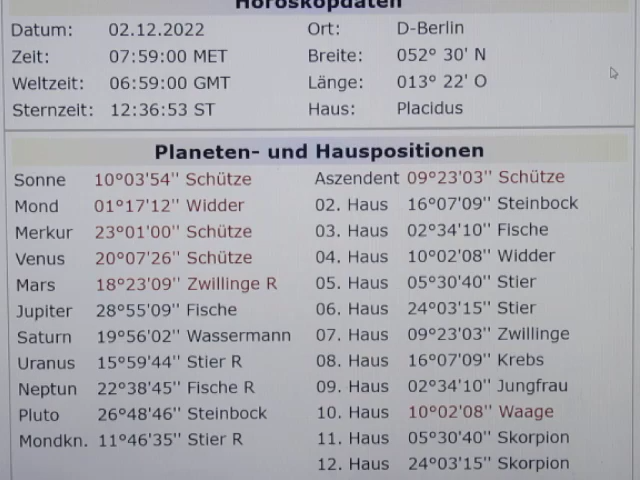 Horoskopdaten
Datum: 02.12.2022 Ort: D-Berlin
Zeit: 07:59:00 MET Breite: 052° 30' N
Weltzeit: 06:59:00 GMT Länge: 013° 22' O
Sternzeit: 12:36:53 ST Haus: Placidus
Planeten- und Hauspositionen
Sonne 10°03'54'' Schütze Aszendent 09°23'03'' Schütze
Mond 01°17'12'' Widder 02. Haus 16°07'09'' Steinbock
Merkur 23°01'00'' Schütze 03. Haus 02°34'10'' Fische
Venus 20°07'26'' Schütze 04. Haus 10°02'08'' Widder
Mars 18°23'09'' Zwillinge R 05. Haus 05°30'40'' Stier
Jupiter 28°55'09'' Fische 06. Haus 24°03'15'' Stier
Saturn 19°56'02'' Wassermann 07. Haus 09°23'03'' Zwillinge
Uranus 15°59'44'' Stier R 08. Haus 16°07'09'' Krebs
Neptun 22°38'45'' Fische R 09. Haus 02°34'10'' Jungfrau
Pluto 26°48'46'' Steinbock 10. Haus 10°02'08'' Waage
Mondkn. 11°46'35'' Stier R 11. Haus 05°30'40'' Skorpion
12. Haus 24°03'15'' Skorpion